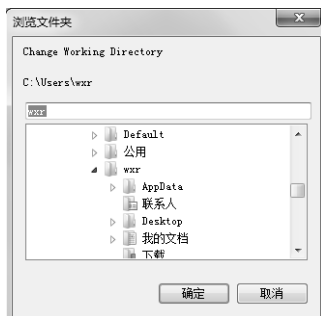 浏览文件夹
Change Working Directory
C:\Users\wxr
wxr
Default
公用
wxr
AppData
联系人
Desktop
我的文档
下载
确定
取消